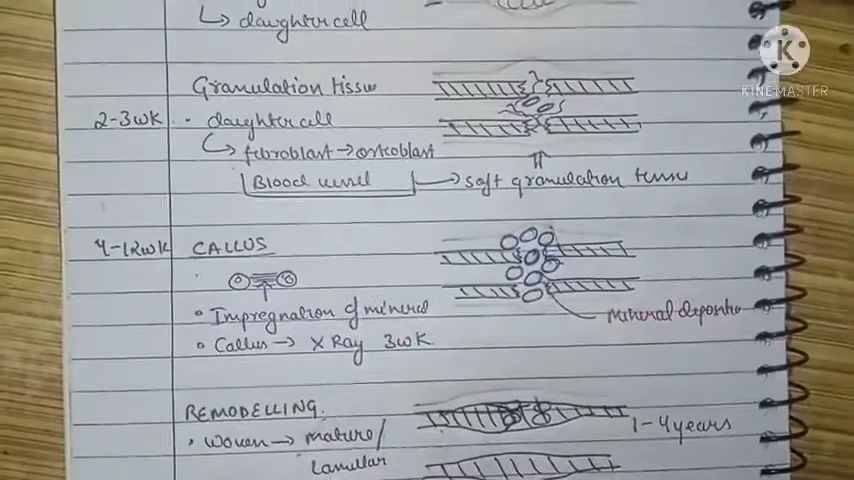 ↳ daughter cell
Granulation tissue
2-3wk • daughter cell
↳ fibroblast → osteoblast
Blood vessel → soft granulation tissue
4-12wk CALLUS
• Impregnation of mineral
mineral deposition
• Callus → X Ray 3wk
REMODELLING
1-4years
• woven → mature/
lamellar
K
KINEMASTER